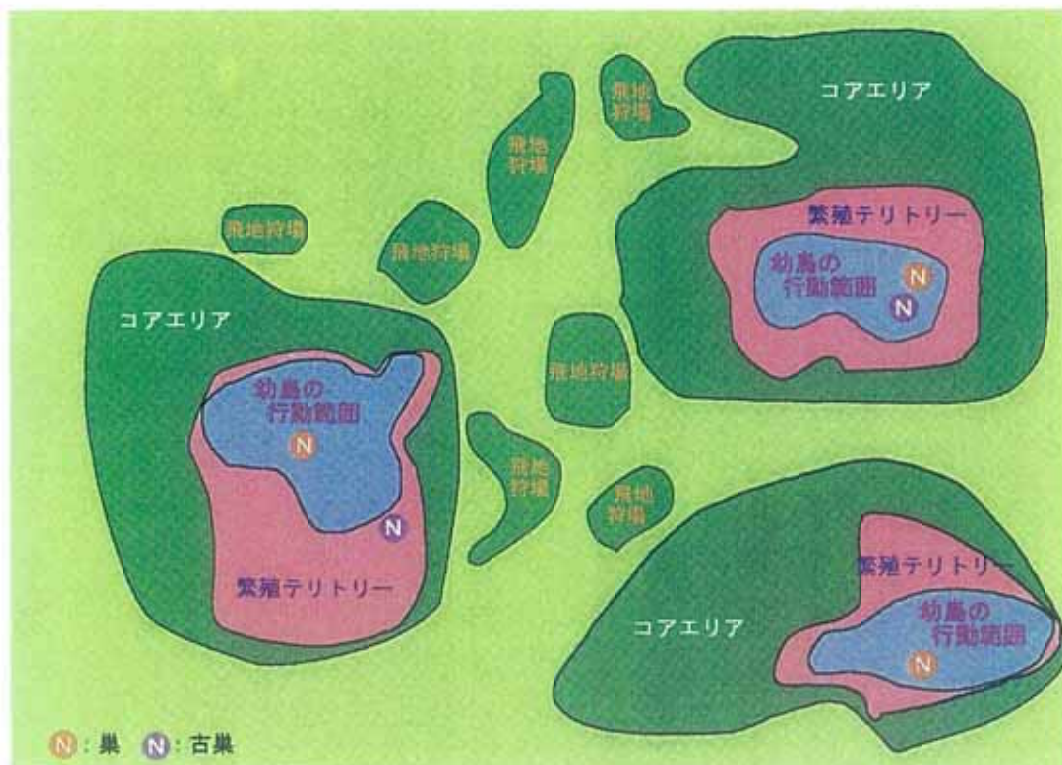 飛地
狩場
コアエリア
飛地
狩場
繁殖テリトリー
飛地狩場
飛地狩場
幼鳥の
行動範囲
N
N
コアエリア
飛地狩場
幼鳥の
行動範囲
N
飛地
狩場
飛地
狩場
N
繁殖テリトリー
繁殖テリトリー
幼鳥の
行動範囲
コアエリア
N
N:巣 N:古巣